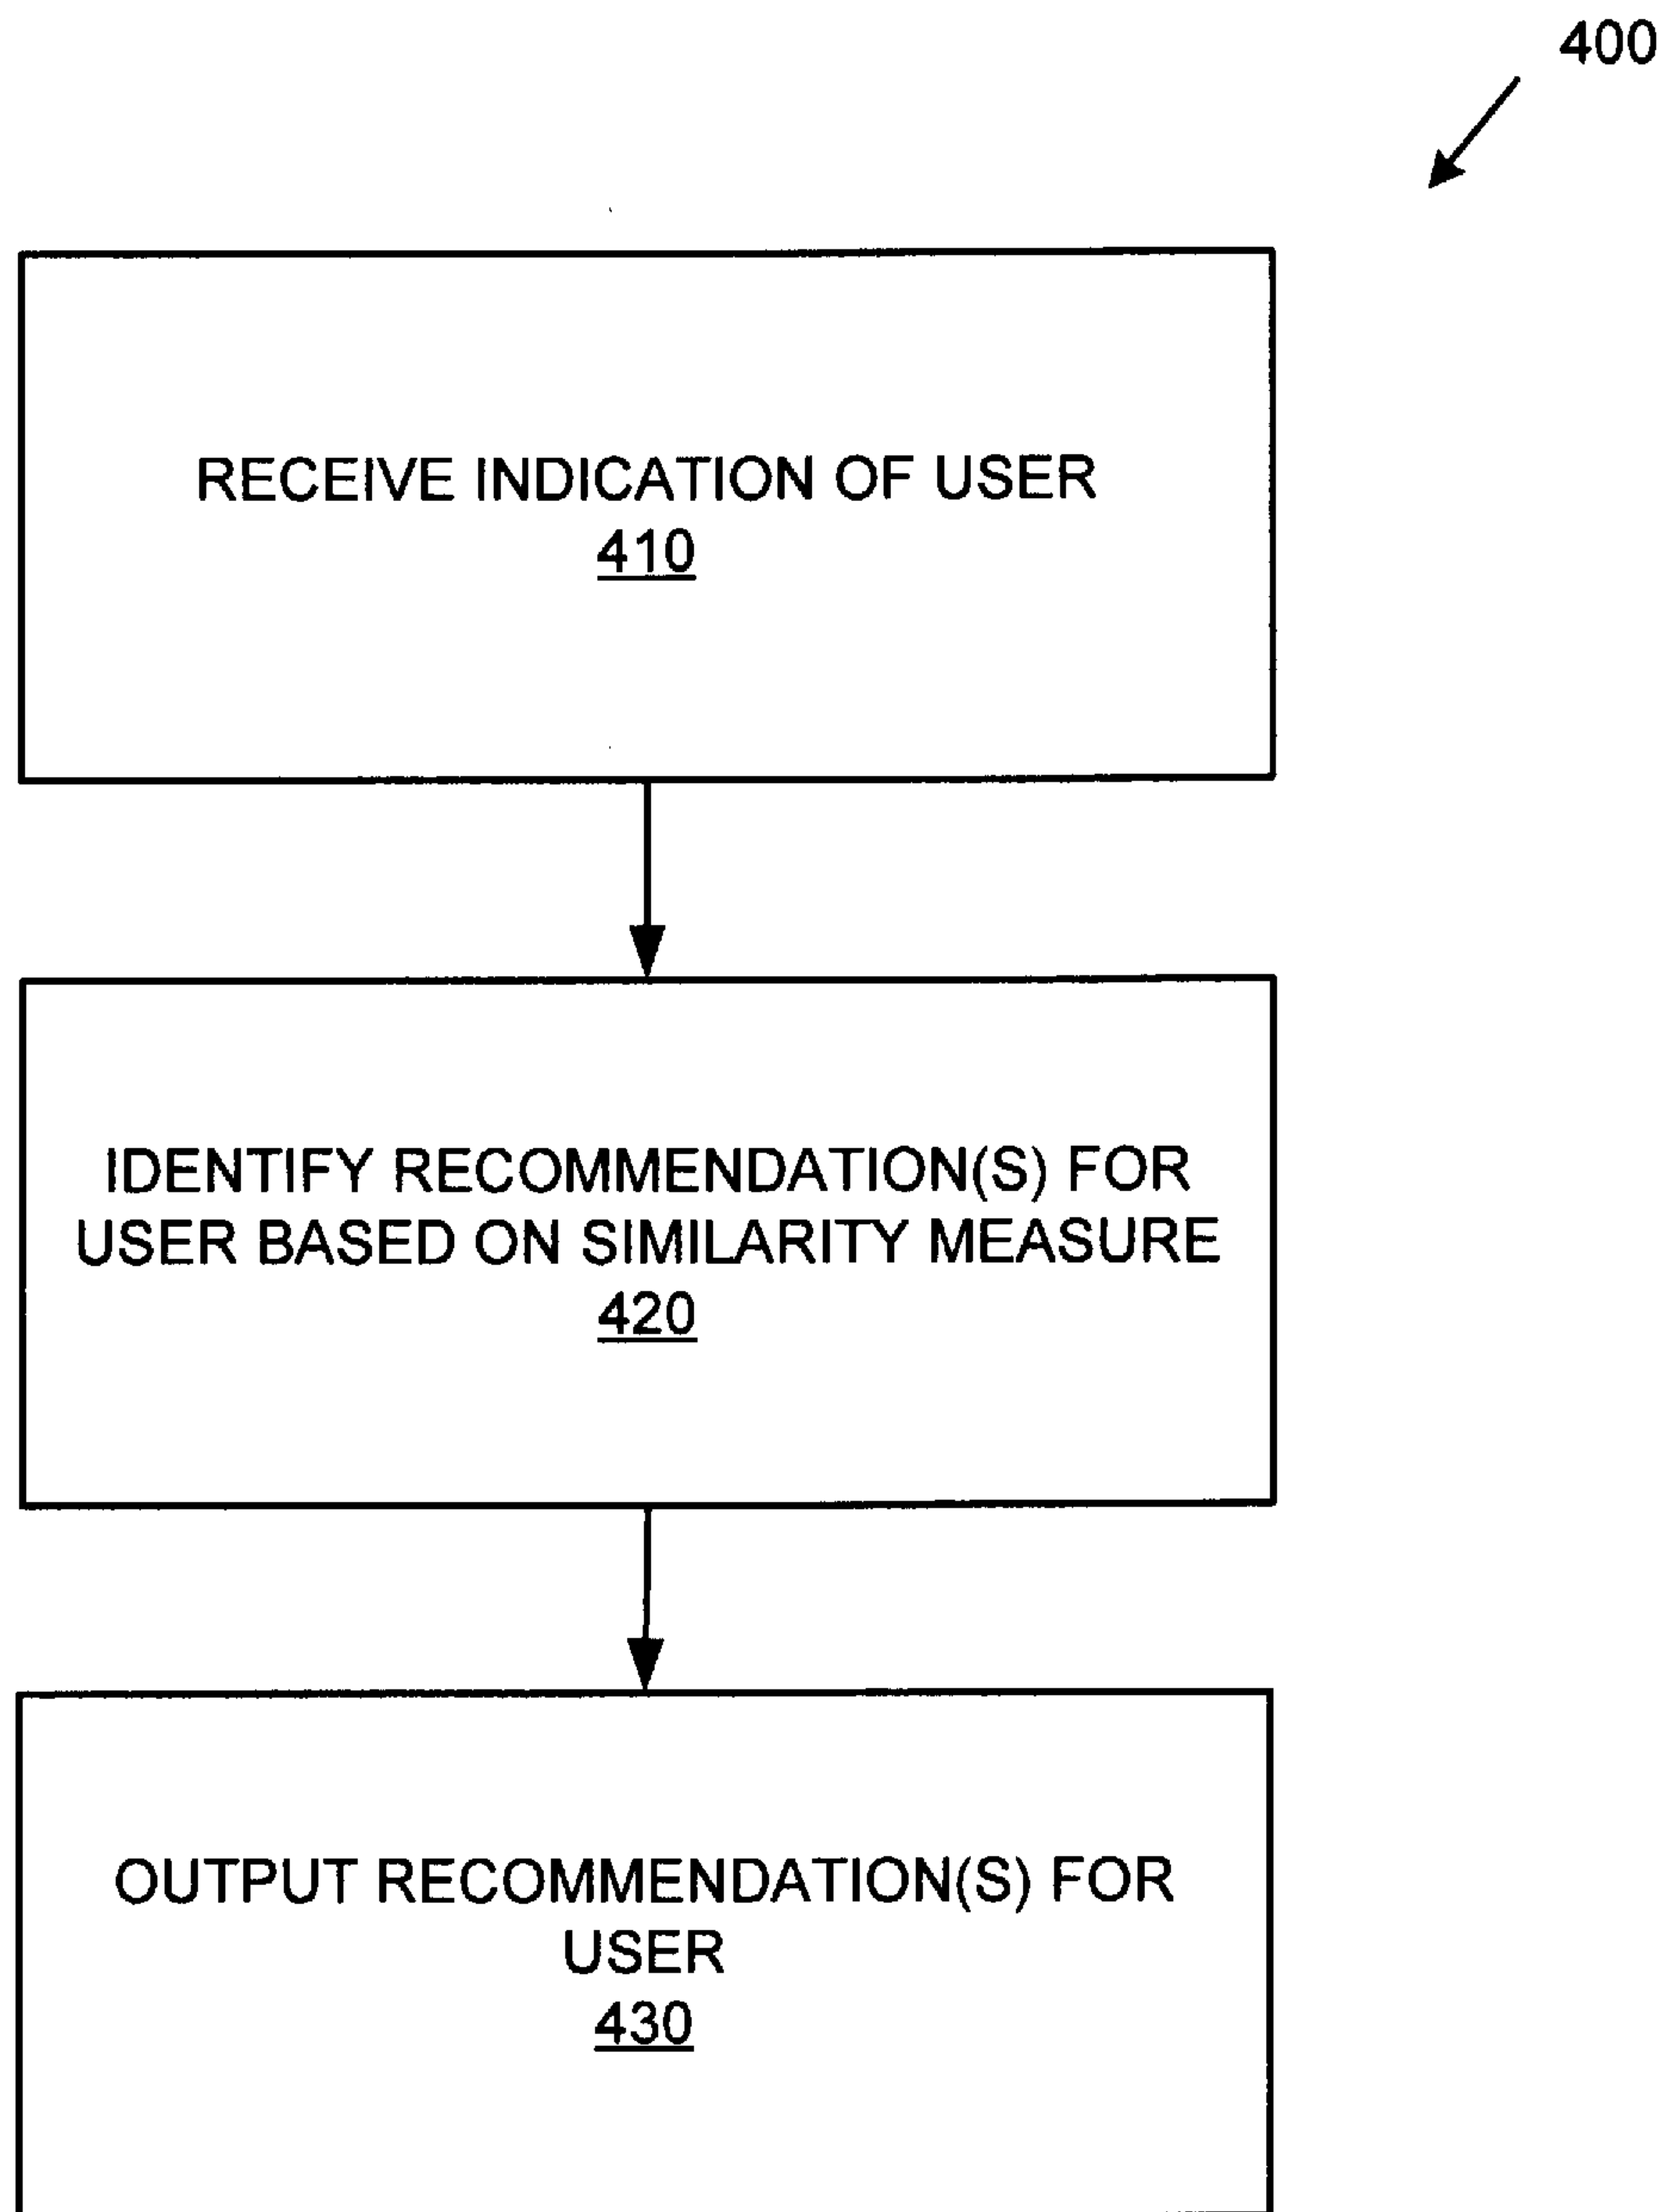 400
RECEIVE INDICATION OF USER
410
IDENTIFY RECOMMENDATION(S) FOR
USER BASED ON SIMILARITY MEASURE
420
OUTPUT RECOMMENDATION(S) FOR
USER
430